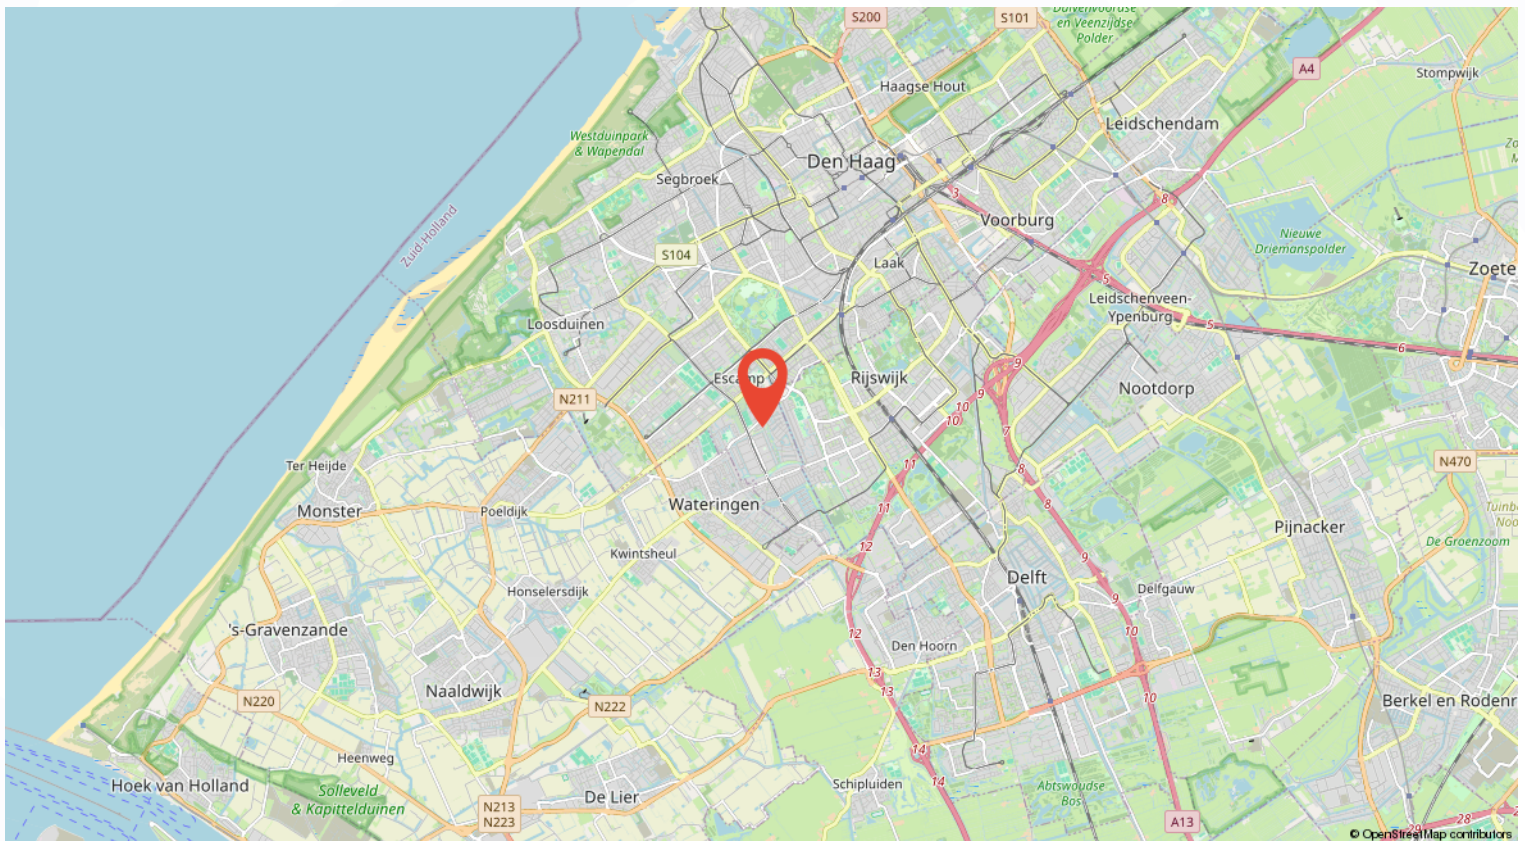 S200
S101
Duivenvoordse
en Veenzijdse
Polder
A4
Stompwijk
Haagse Hout
Leidschendam
Westduinpark
& Wapendal
Den Haag
Segbroek
3
8
Voorburg
Zuid-Holland
Nieuwe
Driemanspolder
S104
Laak
Zoete
5
Leidschenveen-
Ypenburg
5
Loosduinen
6
9
Escamp
Rijswijk
Nootdorp
9
N211
10
10
7
Ter Heijde
11
8
N470
Monster
Poeldijk
Wateringen
11
8
Pijnacker
De Groenzoom
Kwintsheul
12
9
Delft
Honselersdijk
Delfgauw
9
's-Gravenzande
12
10
Den Hoorn
13
13
Naaldwijk
10
N220
N222
Berkel en Rodenr
14
Heenweg
14
Hoek van Holland
Solleveld
& Kapittelduinen
De Lier
Schipluiden
Abtswoudse
Bos
N213
N223
A13
28
29
© OpenStreetMap contributors